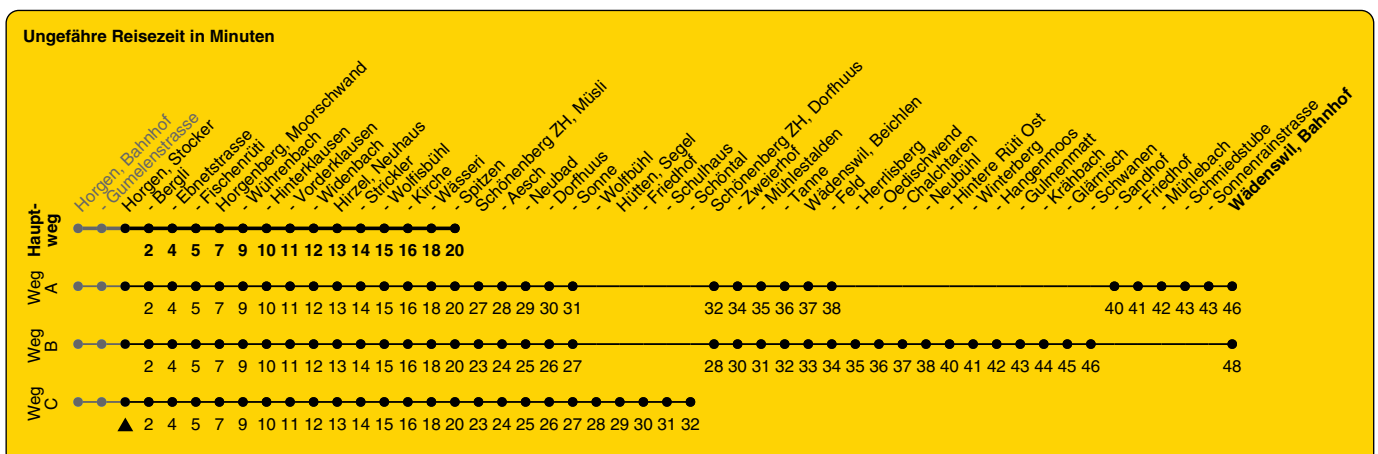 Ungefähre Reisezeit in Minuten
Horgen, Bahnhof
- Gumelenstrasse
Horgen, Stocker
- Bergli
- Ebnetstrasse
- Fischenrüti
Horgenberg, Moorschwand
- Wührenbach
- Hinterklausen
- Vorderklausen
- Widenbach
Hirzel, Neuhaus
- Strickler
- Wolfisbühl
- Kirche
- Wässeri
- Spitzen
Schönenberg ZH, Müsli
- Aesch
- Neubad
- Dorfhuus
- Sonne
- Wolfbühl
Hütten, Segel
- Friedhof
- Schulhaus
- Schöntal
Schönenberg ZH, Dorfhuus
- Zweierhof
- Mühlestalden
- Tanne
Wädenswil, Beichlen
- Feld
- Herrlisberg
- Oedischwend
- Chalchtaren
- Neubühl
- Hintere Rüti Ost
- Winterberg
- Hangenmoos
- Gulmenmatt
- Krähbach
- Glärnisch
- Schwanen
- Sandhof
- Friedhof
- Mühlebach
- Schmiedstube
- Sonnenrainstrasse
Wädenswil, Bahnhof
Haupt-
weg
2 4 5 7 9 10 11 12 13 14 15 16 18 20
Weg
A
2 4 5 7 9 10 11 12 13 14 15 16 18 20 27 28 29 30 31 32 34 35 36 37 38 40 41 42 43 43 46
Weg
B
2 4 5 7 9 10 11 12 13 14 15 16 18 20 23 24 25 26 27 28 30 31 32 33 34 35 36 37 38 40 41 42 43 44 45 46 48
Weg
C
2 4 5 7 9 10 11 12 13 14 15 16 18 20 23 24 25 26 27 28 29 30 31 32